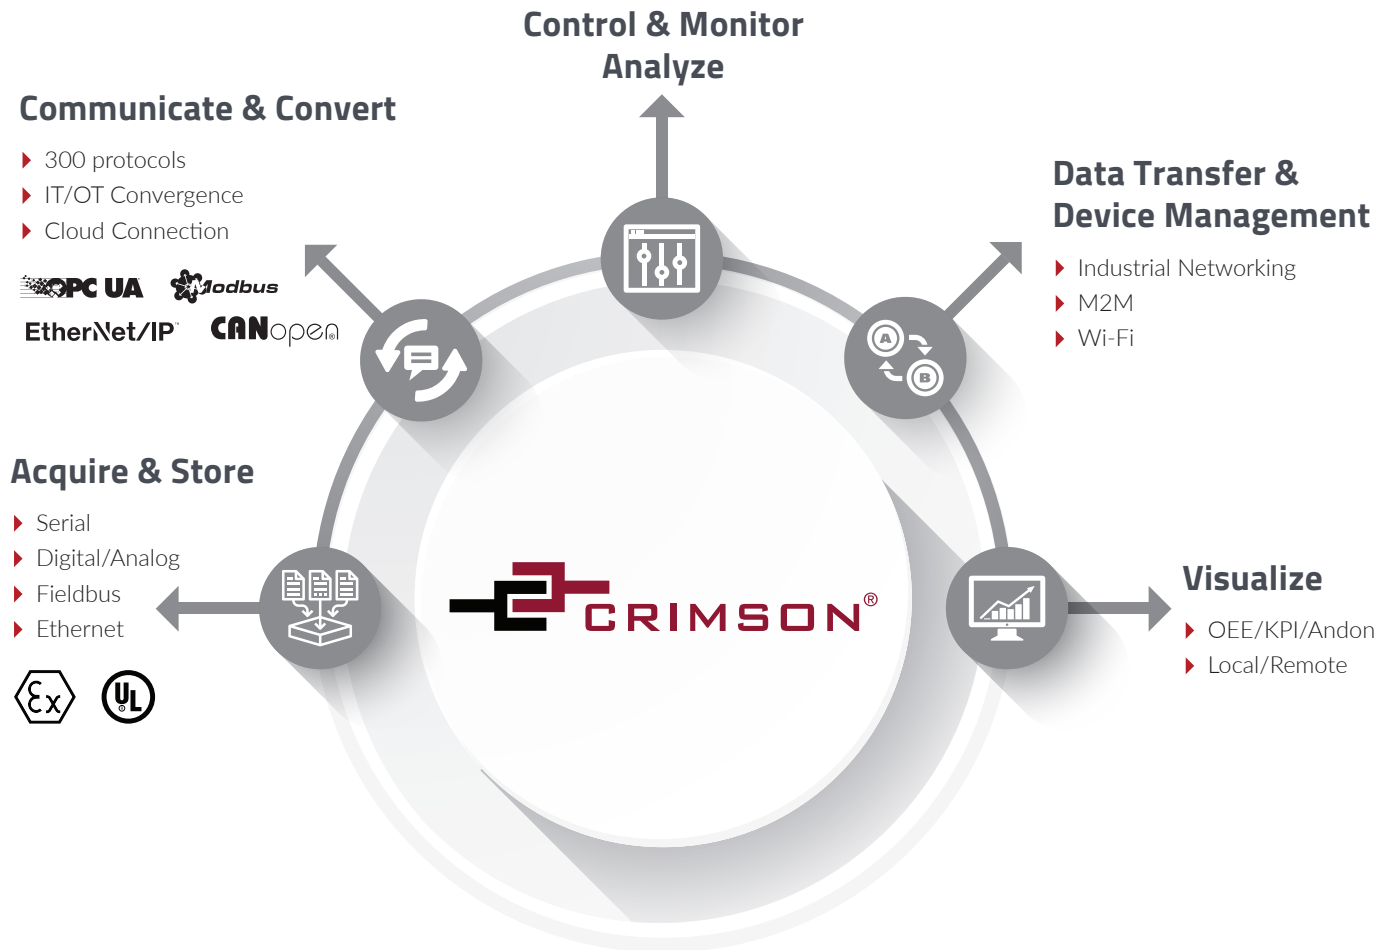 Control & Monitor
Analyze
Communicate & Convert
300 protocols
IT/OT Convergence
Cloud Connection
OPC UA
Modbus
EtherNet/IP™
CANopen®
Data Transfer &
Device Management
Industrial Networking
M2M
Wi-Fi
A
B
Acquire & Store
Serial
Digital/Analog
Fieldbus
Ethernet
Ex
UL
®
CRIMSON®
Visualize
OEE/KPI/Andon
Local/Remote